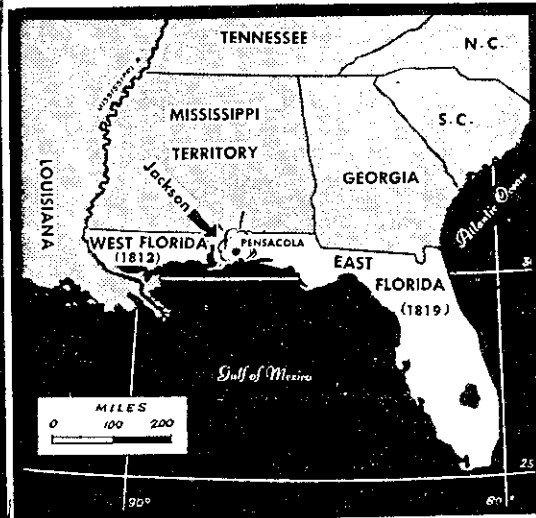 TENNESSEE
N.C.
MISSISSIPPI R.
MISSISSIPPI
TERRITORY
S.C.
LOUISIANA
Jackson
GEORGIA
Atlantic Ocean
WEST FLORIDA
(1812)
PENSACOLA
EAST
FLORIDA
(1819)
Gulf of Mexico
MILES
0 100 200
25
90°
80°